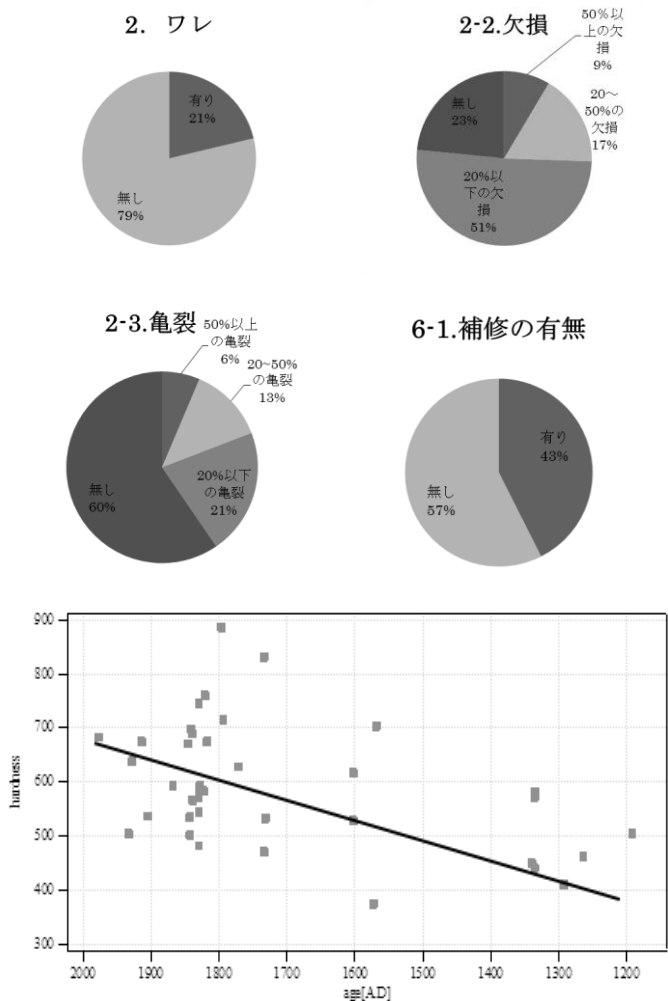 2. ワレ
有り
21%
無し
79%
2-2.欠損
50%以
上の欠
損
9%
20～
50%の
欠損
17%
20%以
下の欠
損
51%
無し
23%
2-3.亀裂
50%以上
の亀裂
6%
20~50%
の亀裂
13%
20%以下
の亀裂
21%
無し
60%
6-1.補修の有無
有り
43%
無し
57%
hardness
900
800
700
600
500
400
300
2000 1900 1800 1700 1600 1500 1400 1300 1200
age[AD]